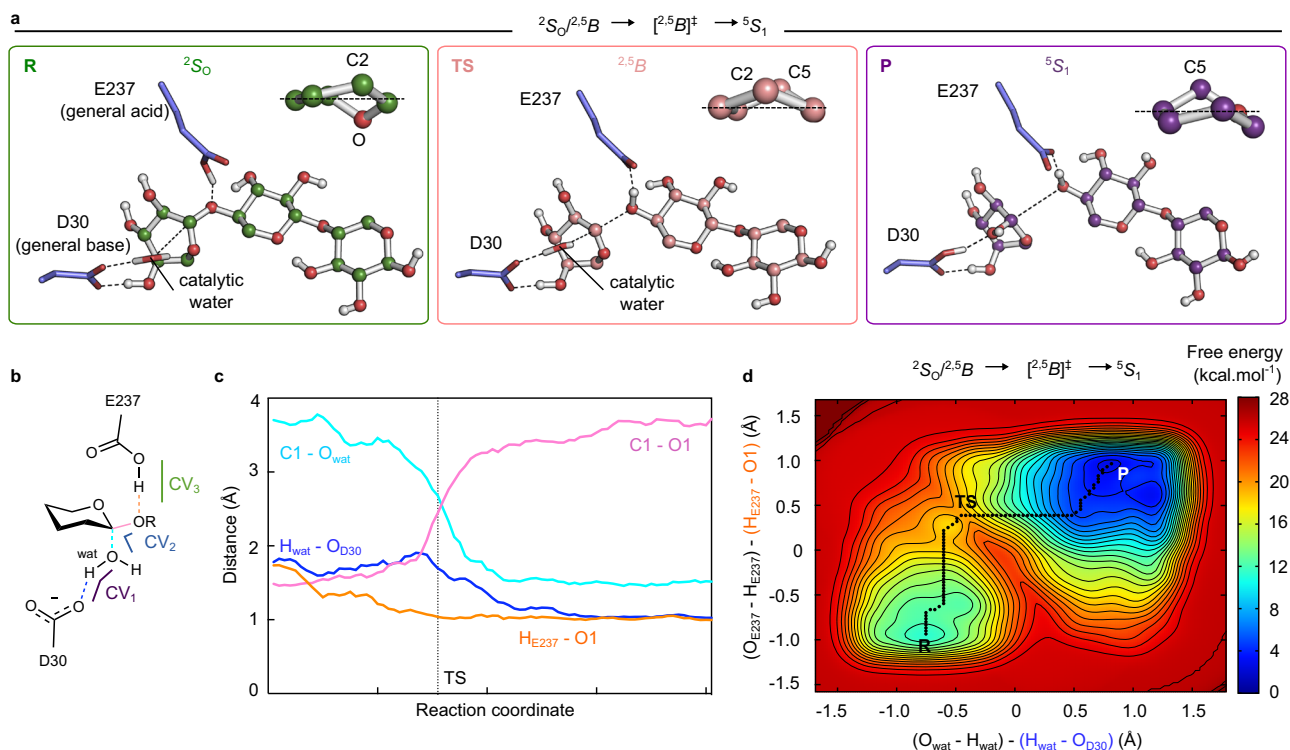 a
²S_O/²,⁵B → [²,⁵B]‡ → ⁵S₁
R
²S_O
C2
O
E237
(general acid)
D30
(general base)
catalytic
water
TS
²,⁵B
C2
C5
E237
D30
catalytic
water
P
⁵S₁
C5
E237
D30
b
E237
O
O
H
CV₃
O
OR
CV₂
wat
O
H
H
CV₁
−
O
O
D30
c
4
3
2
1
0
Distance (Å)
C1 - O_wat
C1 - O1
H_wat - O_D30
H_E237 - O1
TS
Reaction coordinate
d
²S_O/²,⁵B → [²,⁵B]‡ → ⁵S₁
Free energy
(kcal.mol⁻¹)
1.5
1.0
0.5
0
-0.5
-1.0
-1.5
(O_E237 - H_E237) - (H_E237 - O1) (Å)
P
TS
R
-1.5
-1.0
-0.5
0
0.5
1.0
1.5
(O_wat - H_wat) - (H_wat - O_D30) (Å)
28
24
20
16
12
8
4
0